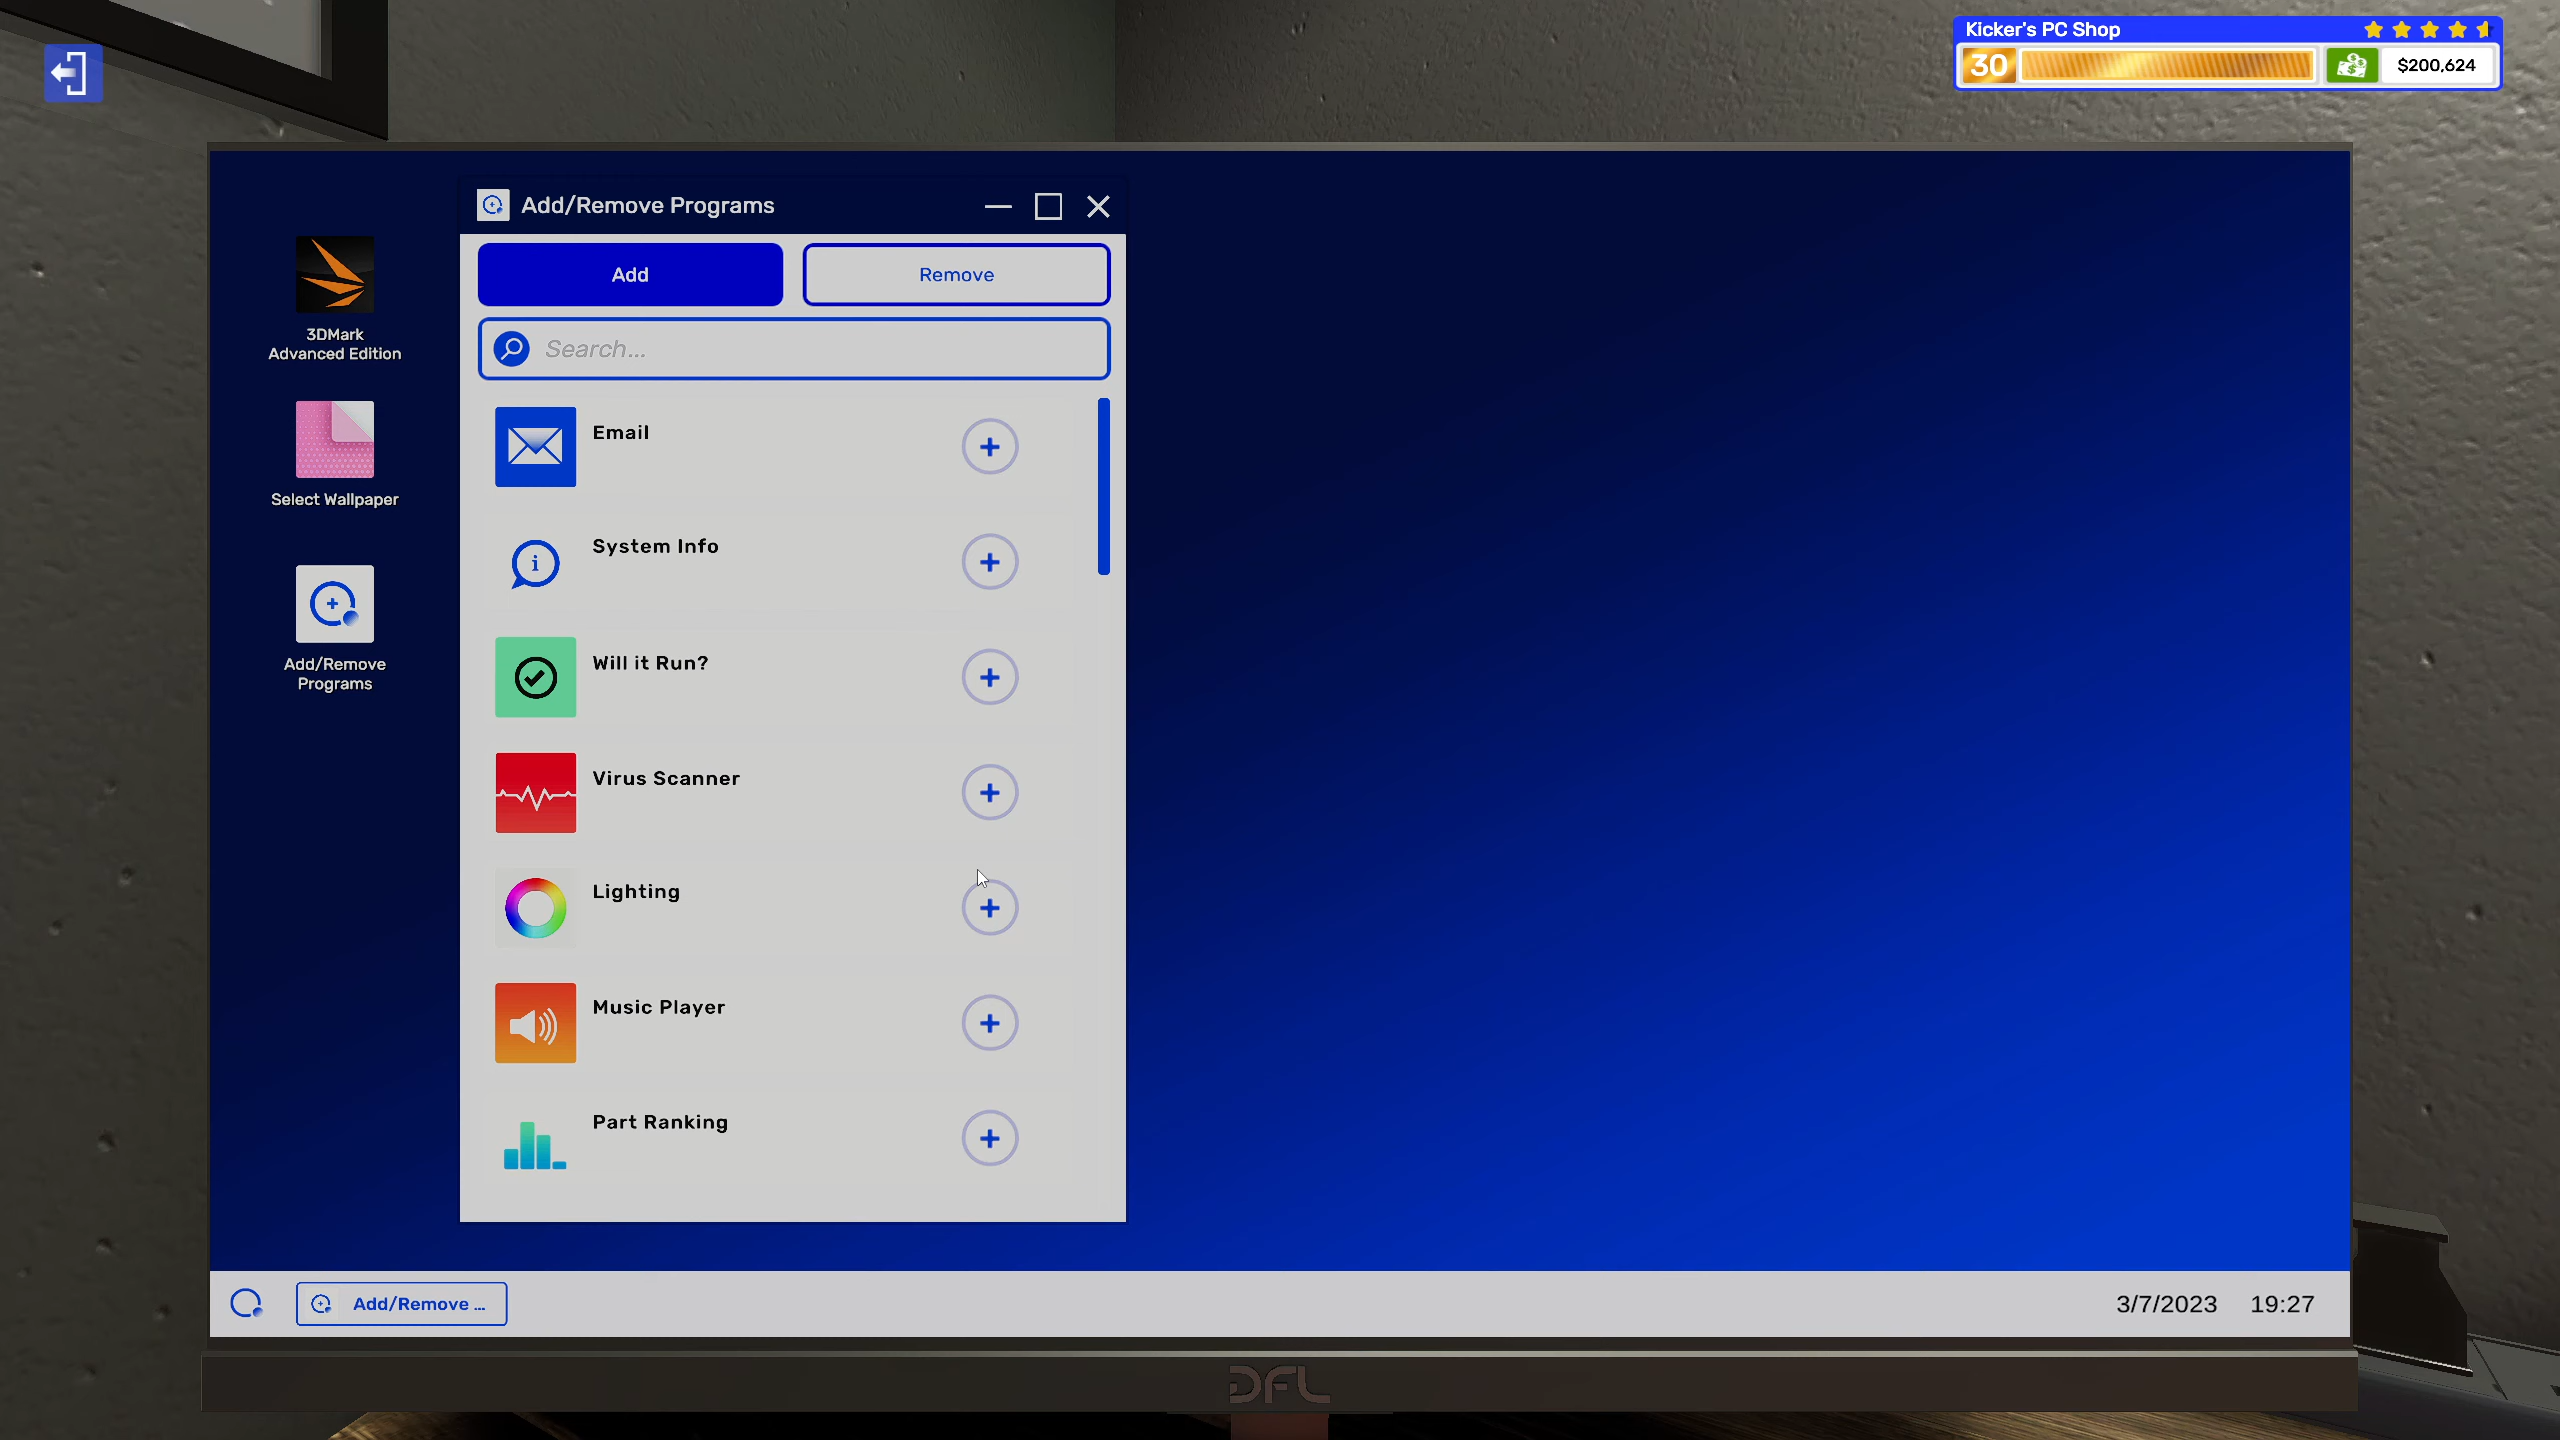 Kicker's PC Shop
30
$200,624
Add/Remove Programs
Add
Remove
Search...
3DMark
Advanced Edition
Select Wallpaper
Add/Remove
Programs
Email
System Info
Will it Run?
Virus Scanner
Lighting
Music Player
Part Ranking
Add/Remove ...
3/7/2023
19:27
DFL